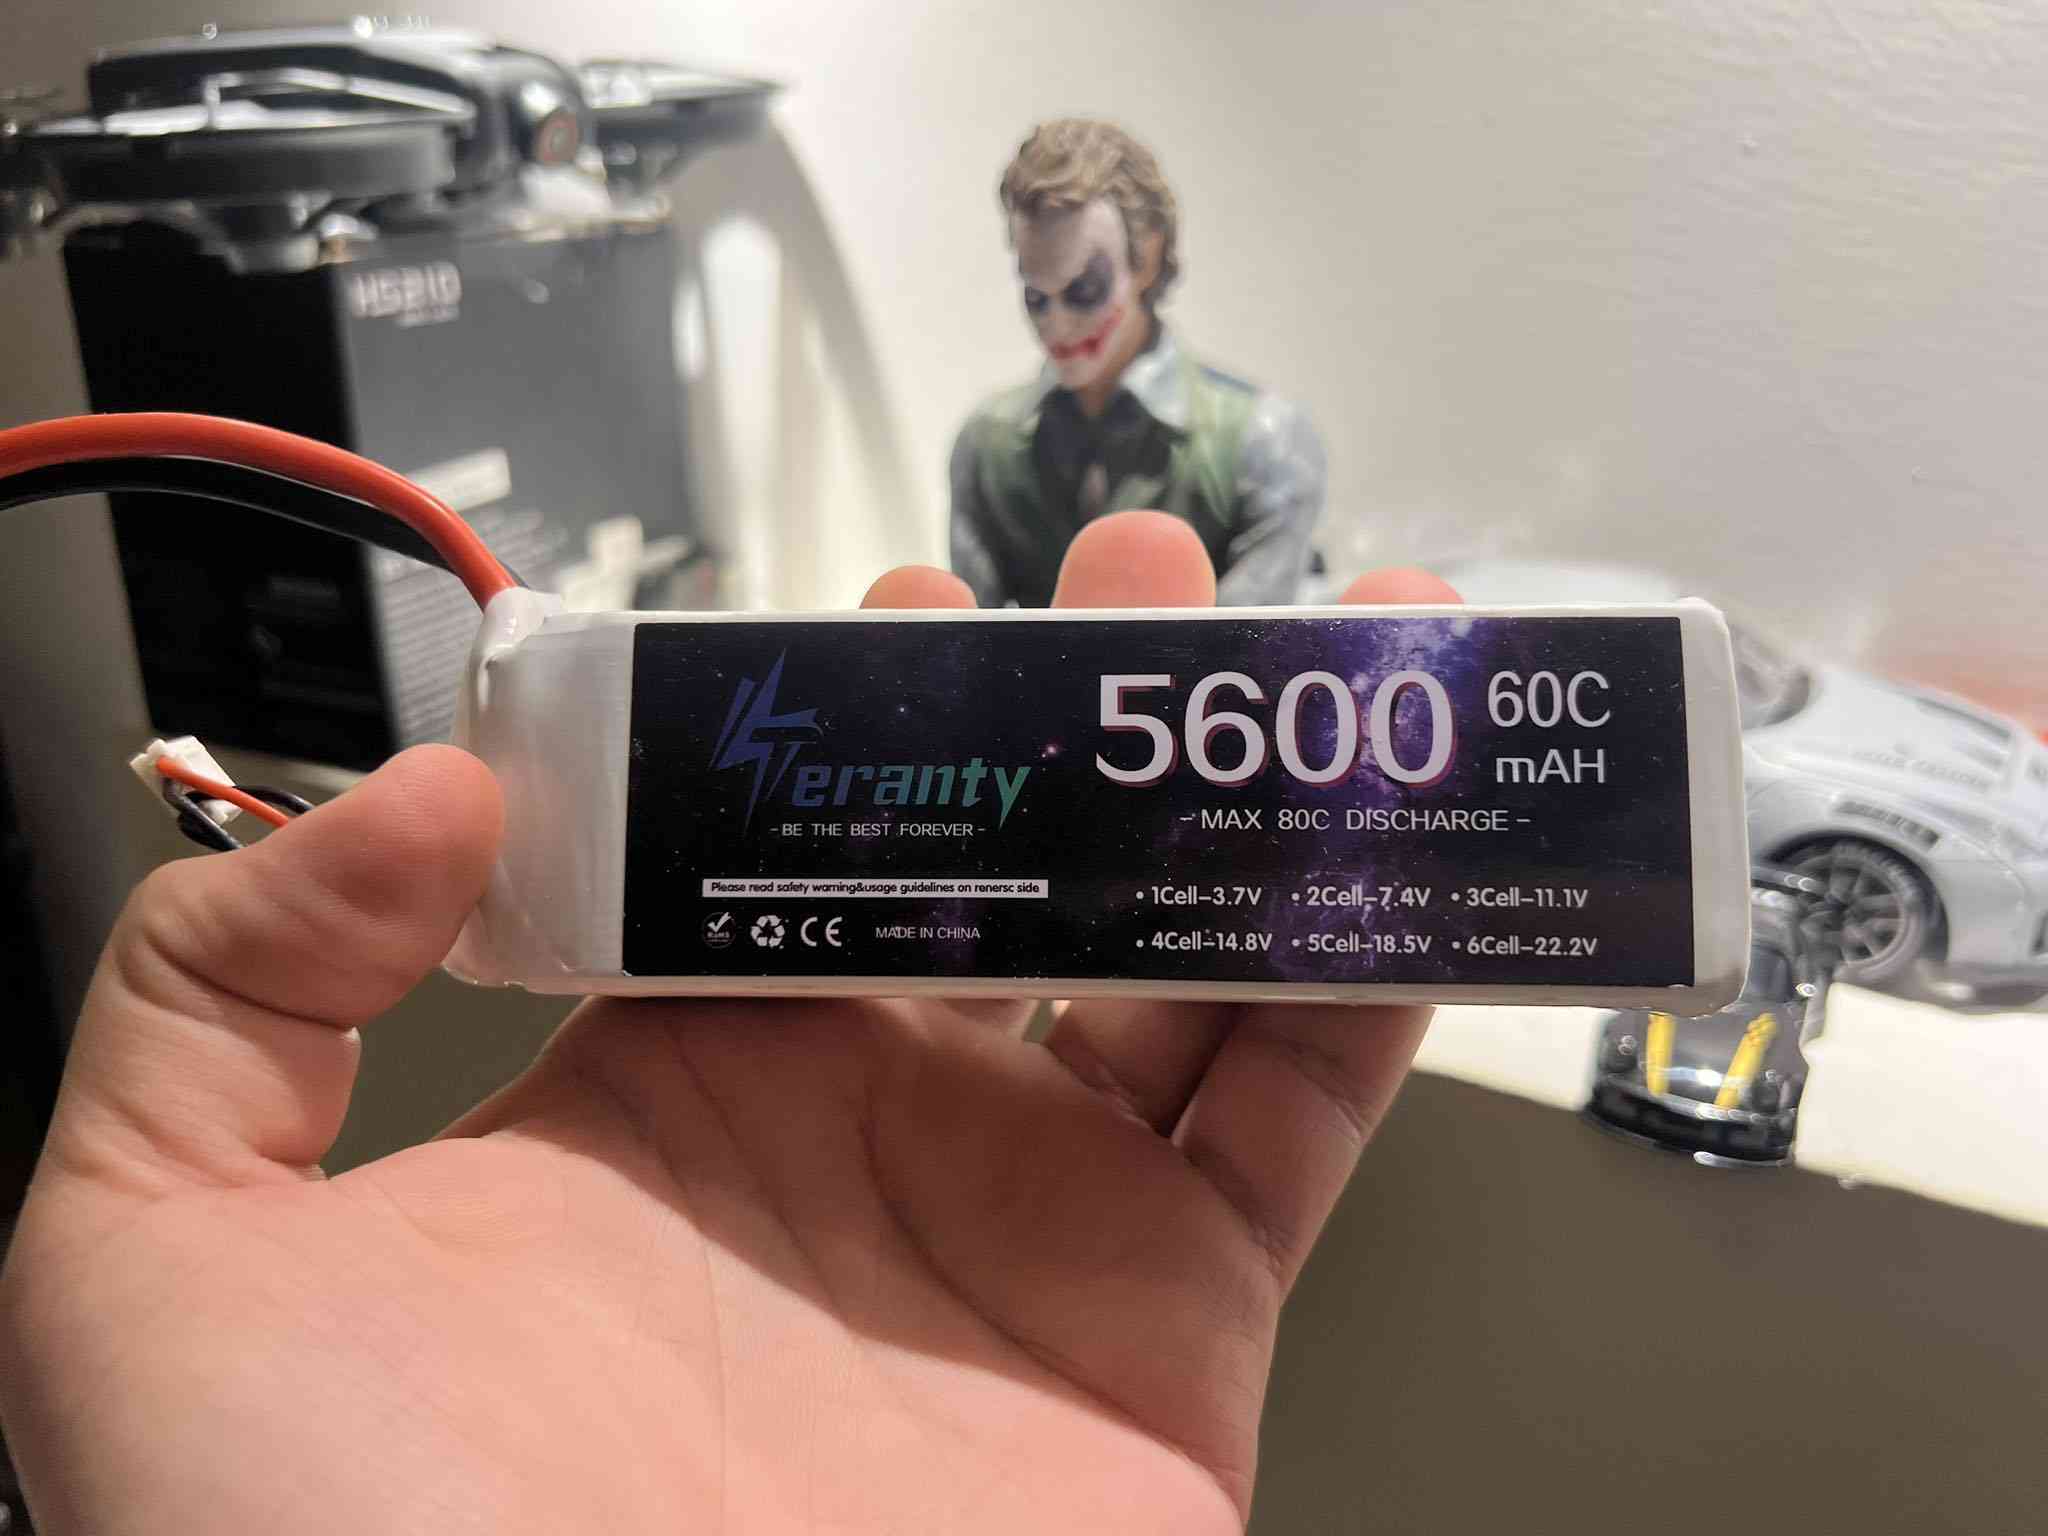 HS210
Teranty
-BE THE BEST FOREVER-
5600 60C
mAH
-MAX 80C DISCHARGE-
Please read safety warning&usage guidelines on renersc side
•1Cell-3.7V •2Cell-7.4V •3Cell-11.1V
•4Cell-14.8V •5Cell-18.5V •6Cell-22.2V
RoHS
CE
MADE IN CHINA